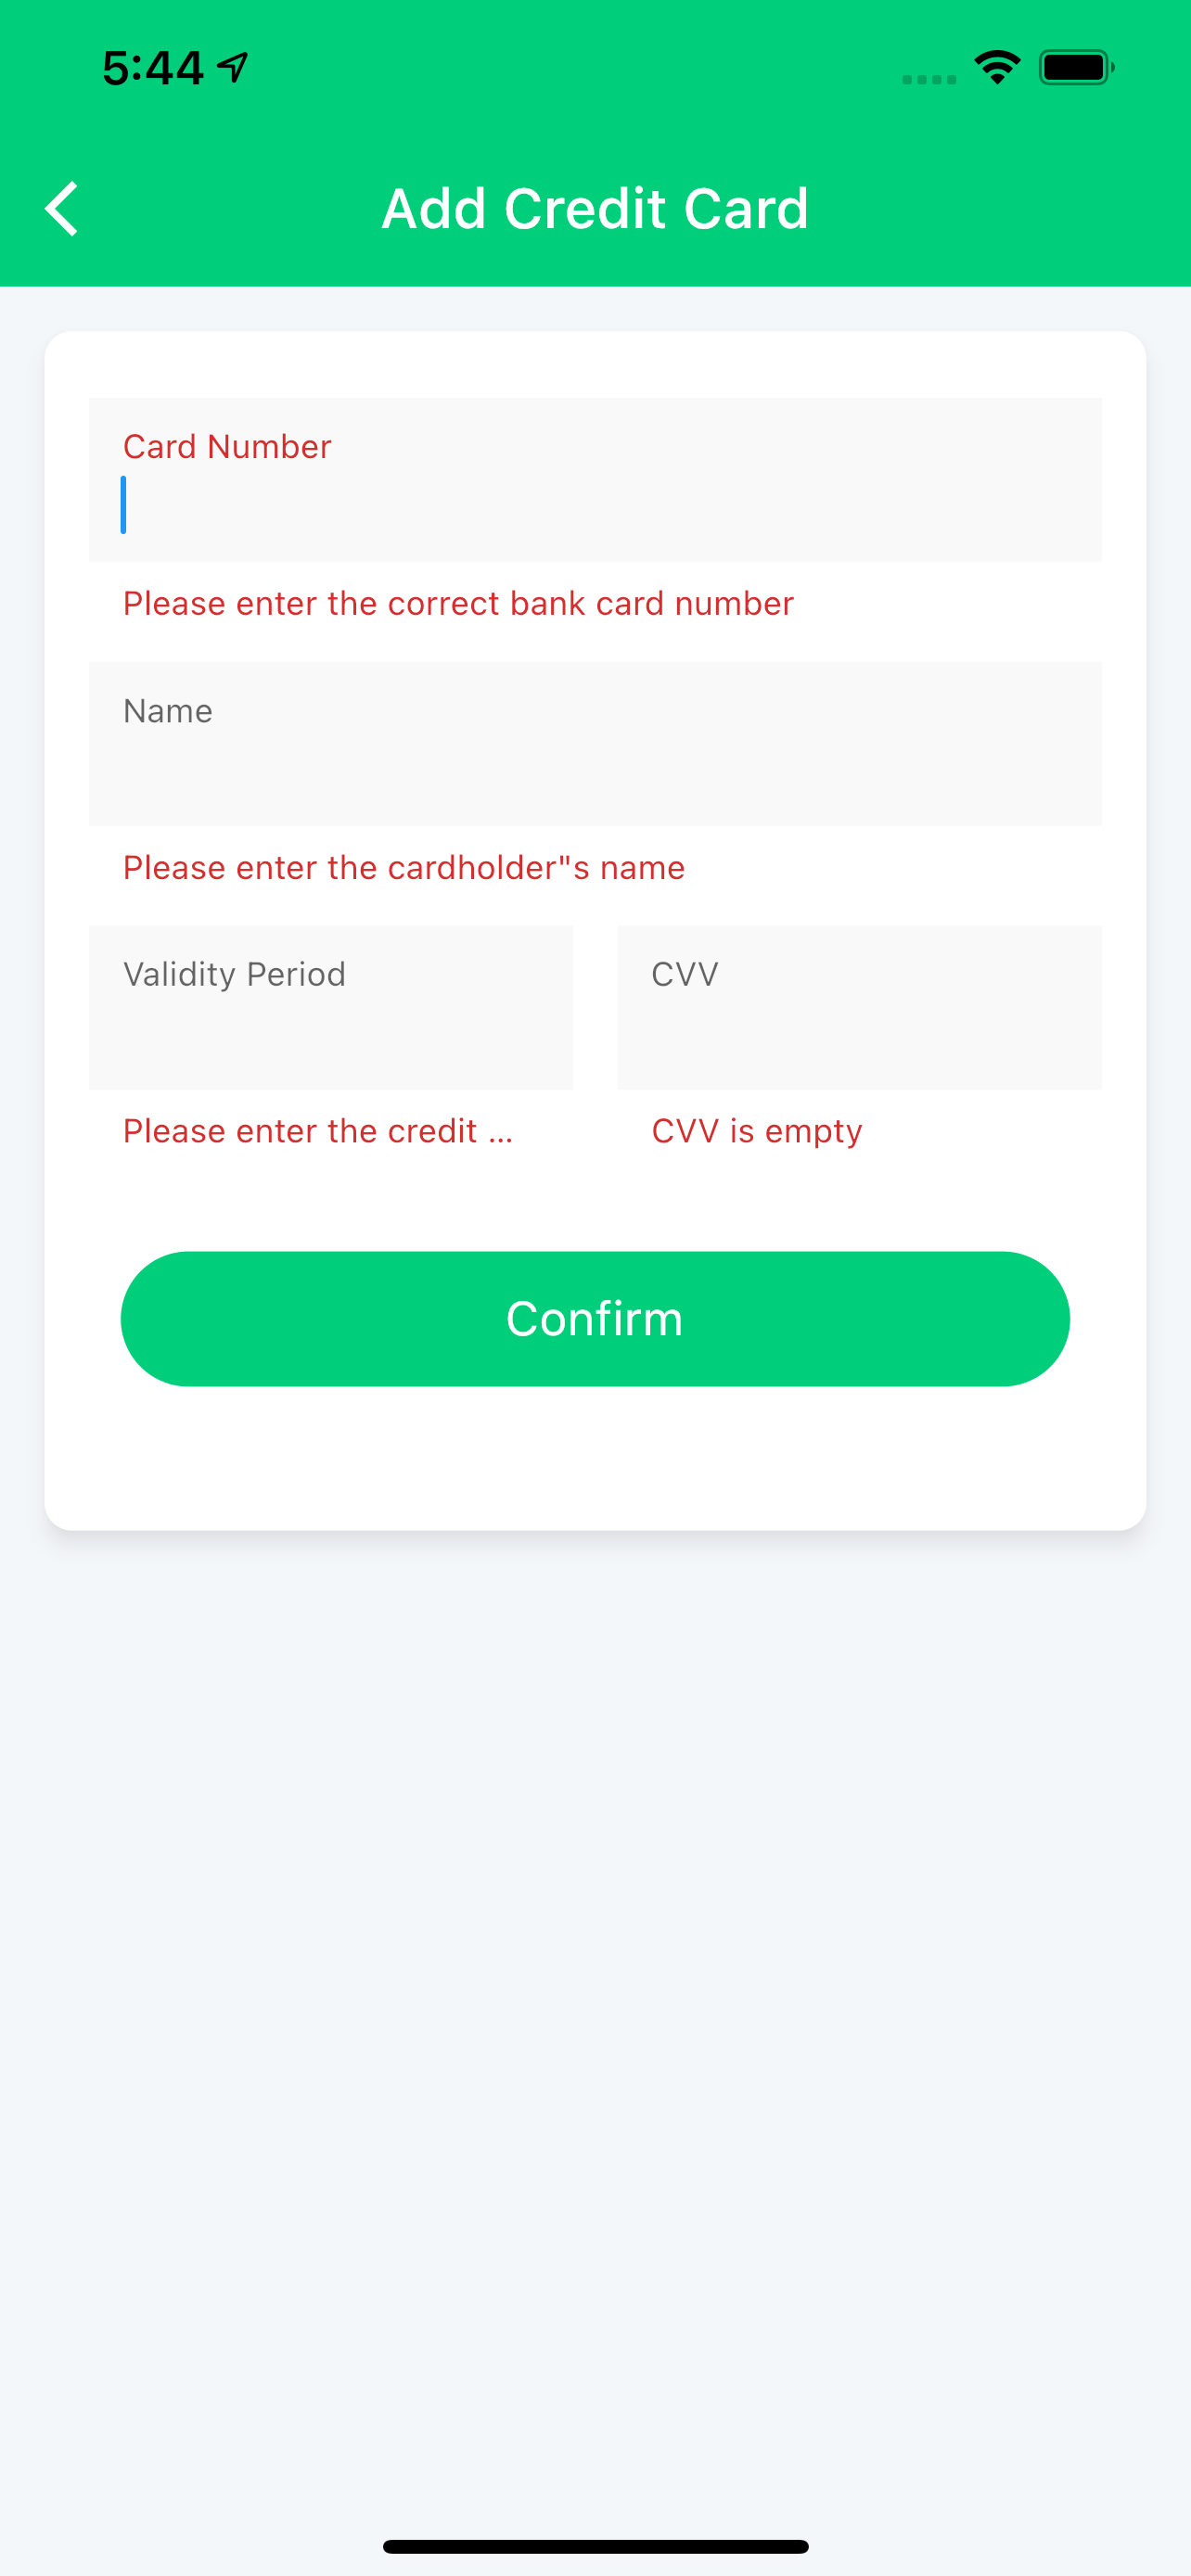 5:44
Add Credit Card
Card Number
Please enter the correct bank card number
Name
Please enter the cardholder"s name
Validity Period
CVV
Please enter the credit ...
CVV is empty
Confirm